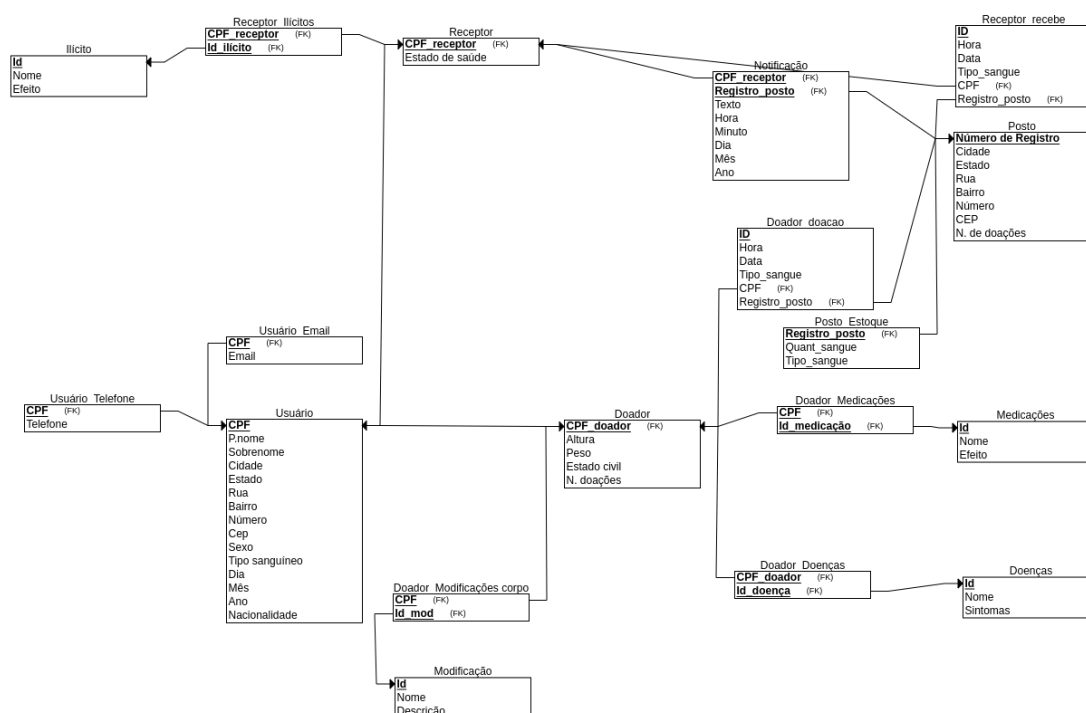 Ilícito
Id
Nome
Efeito
Receptor_Ilícitos
CPF_receptor (FK)
Id_ilícito (FK)
Receptor
CPF_receptor (FK)
Estado de saúde
Notificação
CPF_receptor (FK)
Registro_posto (FK)
Texto
Hora
Minuto
Dia
Mês
Ano
Receptor_recebe
ID
Hora
Data
Tipo_sangue
CPF (FK)
Registro_posto (FK)
Posto
Número de Registro
Cidade
Estado
Rua
Bairro
Número
CEP
N. de doações
Doador_doacao
ID
Hora
Data
Tipo_sangue
CPF (FK)
Registro_posto (FK)
Posto_Estoque
Registro_posto (FK)
Quant_sangue
Tipo_sangue
Usuário_Email
CPF (FK)
Email
Usuário_Telefone
CPF (FK)
Telefone
Usuário
CPF
P.nome
Sobrenome
Cidade
Estado
Rua
Bairro
Número
Cep
Sexo
Tipo sanguíneo
Dia
Mês
Ano
Nacionalidade
Doador
CPF_doador (FK)
Altura
Peso
Estado civil
N. doações
Doador_Medicações
CPF (FK)
Id_medicação (FK)
Medicações
Id
Nome
Efeito
Doador_Doenças
CPF_doador (FK)
Id_doença (FK)
Doenças
Id
Nome
Sintomas
Doador_Modificações corpo
CPF (FK)
Id_mod (FK)
Modificação
Id
Nome
Descrição